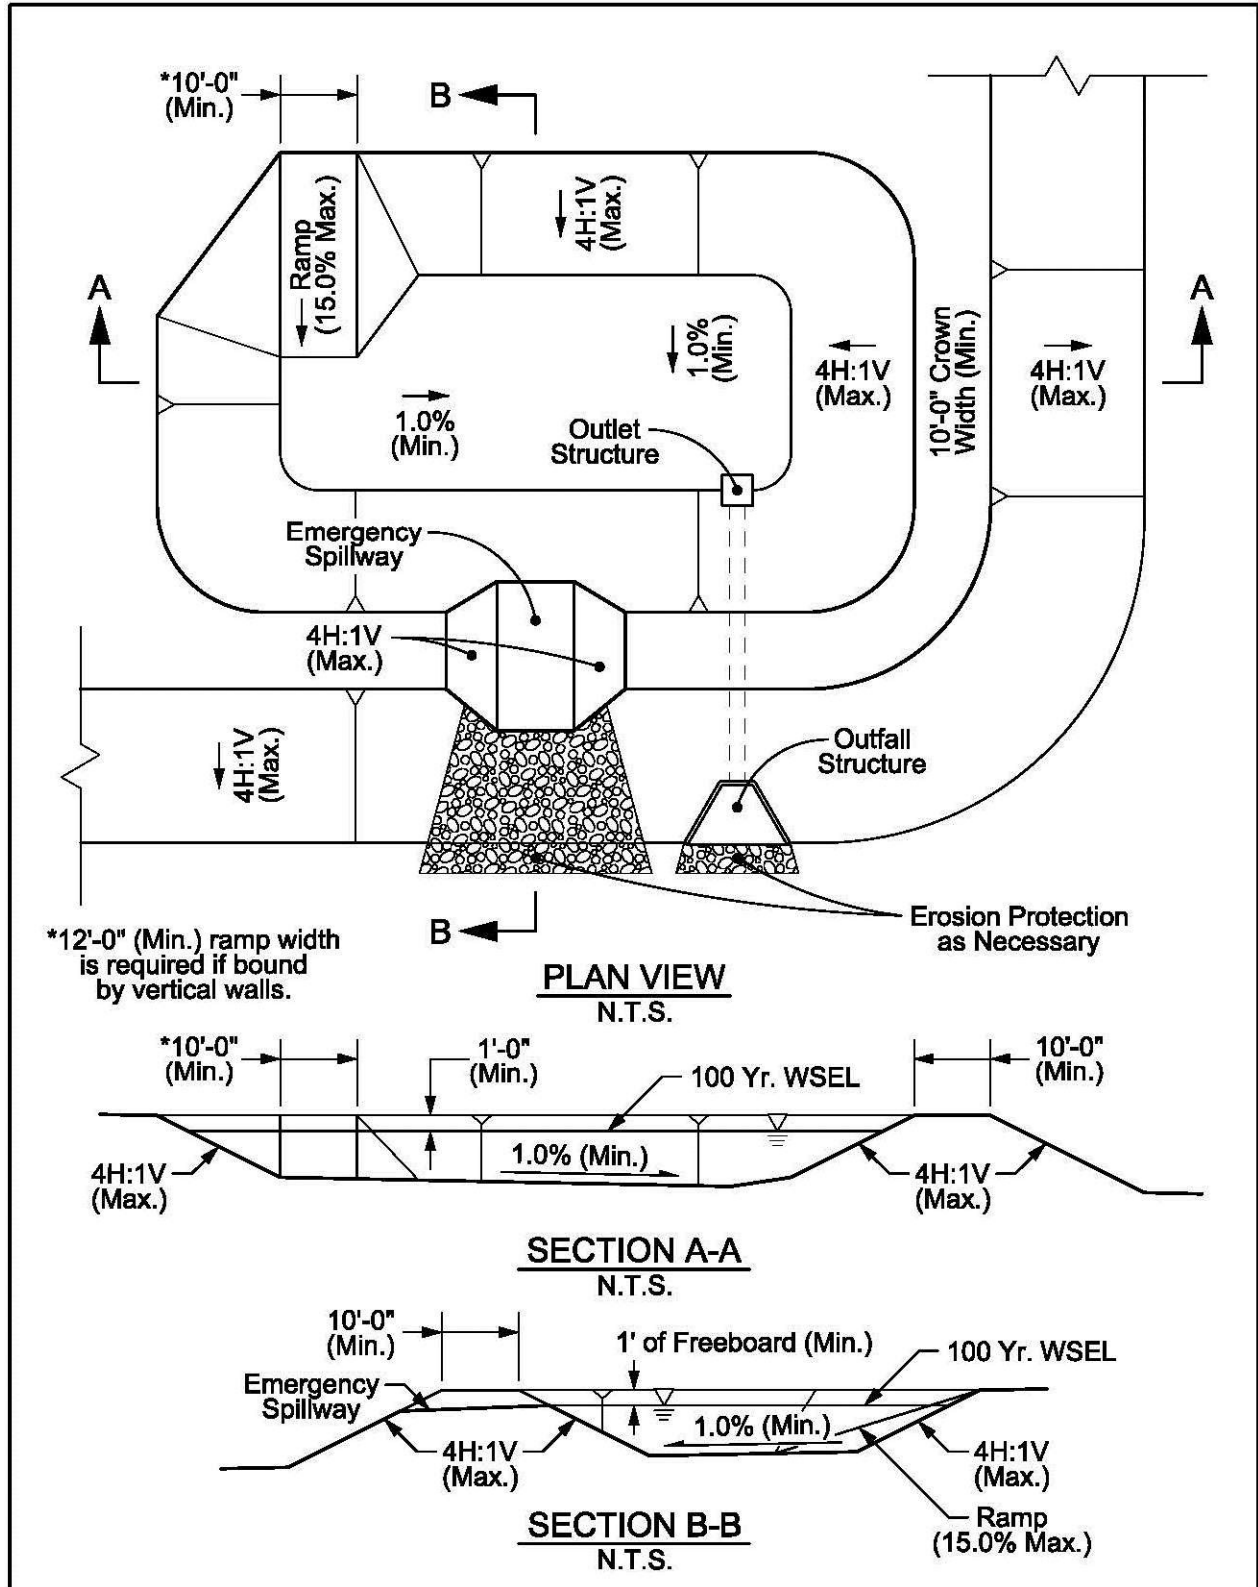 *10'-0"
(Min.)
B
Ramp
(15.0% Max.)
4H:1V
(Max.)
A
A
1.0%
(Min.)
4H:1V
(Max.)
10'-0" Crown
Width (Min.)
4H:1V
(Max.)
1.0%
(Min.)
Outlet
Structure
Emergency
Spillway
4H:1V
(Max.)
4H:1V
(Max.)
Outfall
Structure
B
Erosion Protection
as Necessary
*12'-0" (Min.) ramp width
is required if bound
by vertical walls.
PLAN VIEW
N.T.S.
*10'-0"
(Min.)
1'-0"
(Min.)
100 Yr. WSEL
10'-0"
(Min.)
4H:1V
(Max.)
1.0% (Min.)
4H:1V
(Max.)
SECTION A-A
N.T.S.
10'-0"
(Min.)
1' of Freeboard (Min.)
100 Yr. WSEL
Emergency
Spillway
1.0% (Min.)
4H:1V
(Max.)
4H:1V
(Max.)
Ramp
(15.0% Max.)
SECTION B-B
N.T.S.